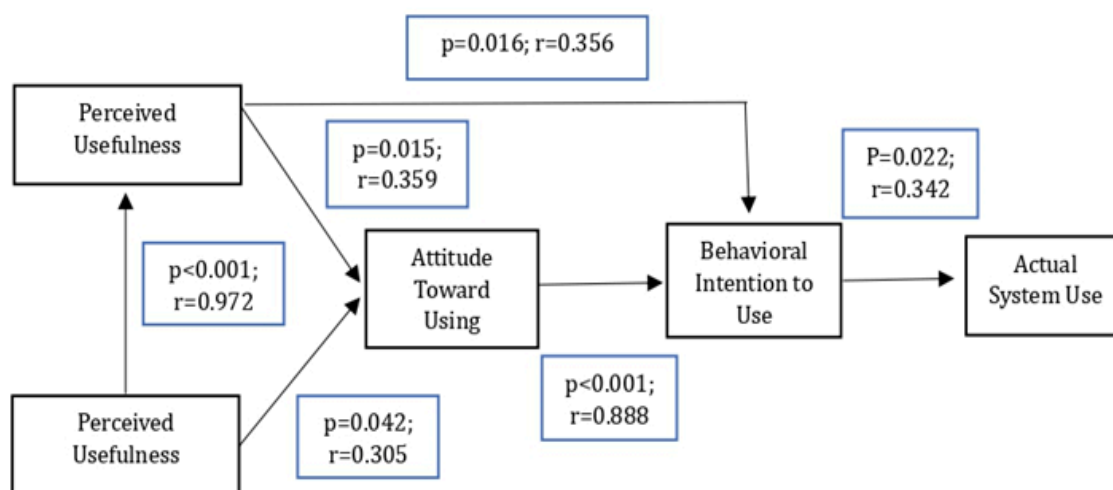 p=0.016; r=0.356
Perceived
Usefulness
p=0.015;
r=0.359
P=0.022;
r=0.342
p<0.001;
r=0.972
Attitude
Toward
Using
Behavioral
Intention to
Use
Actual
System Use
p<0.001;
r=0.888
Perceived
Usefulness
p=0.042;
r=0.305